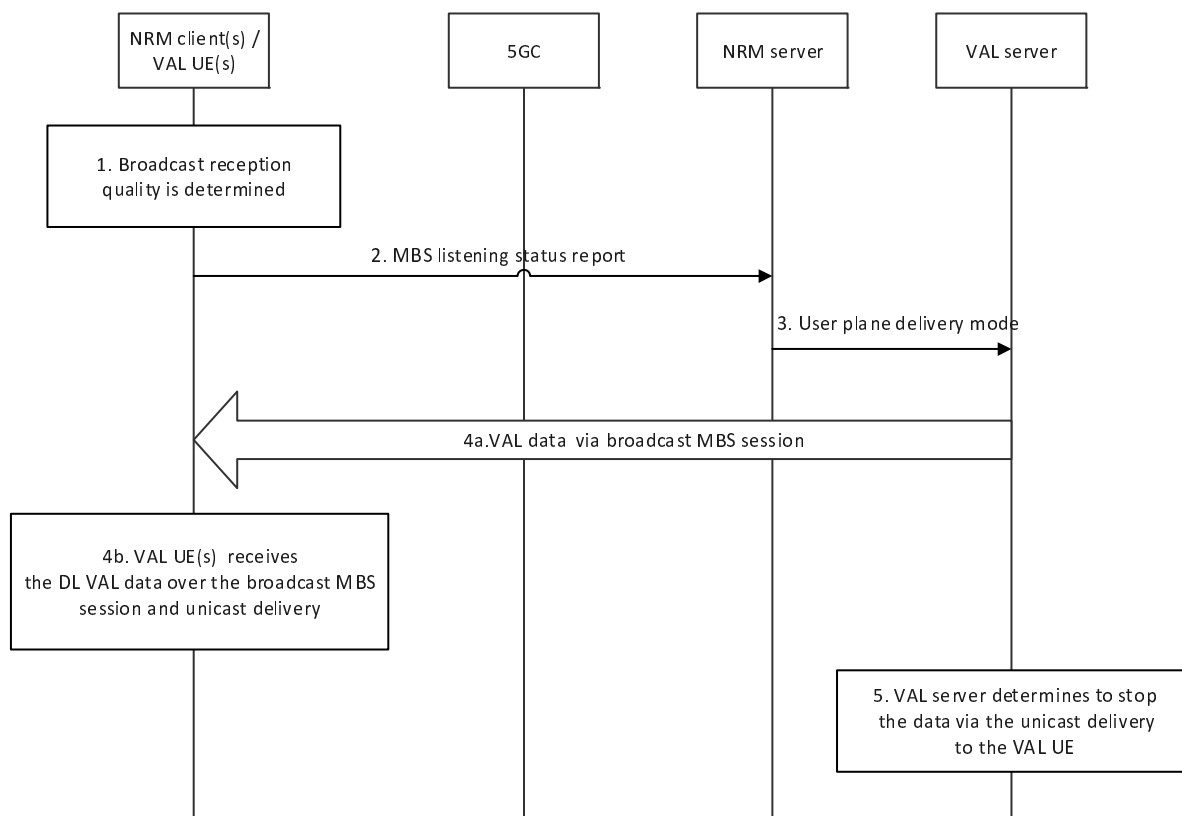 NRM client(s) /
VAL UE(s)
5GC
NRM server
VAL server
1. Broadcast reception
quality is determined
2. MBS listening status report
3. User plane delivery mode
4a.VAL data via broadcast MBS session
4b. VAL UE(s) receives
the DL VAL data over the broadcast MBS
session and unicast delivery
5. VAL server determines to stop
the data via the unicast delivery
to the VAL UE